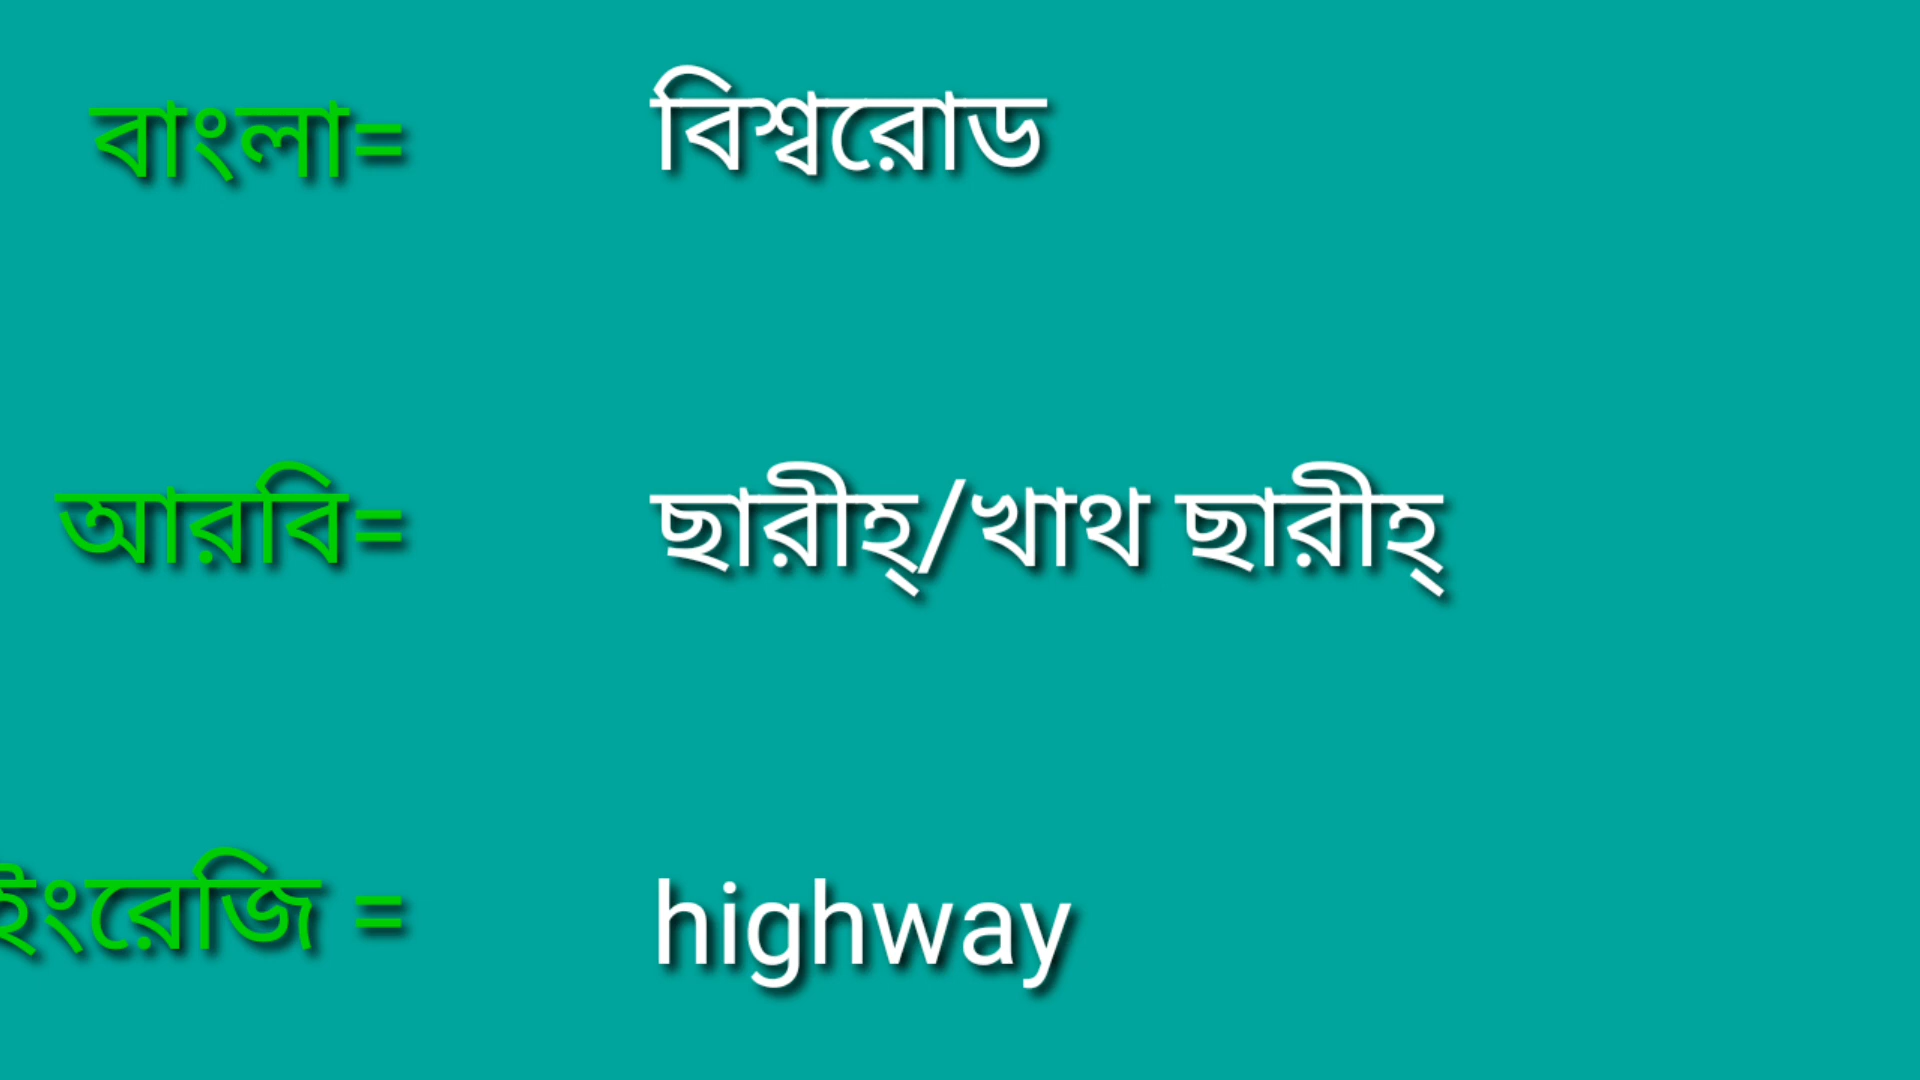 বাংলা= বিশ্বরোড
আরবি= ছারীহ্/খাথ ছারীহ্
ইংরেজি = highway